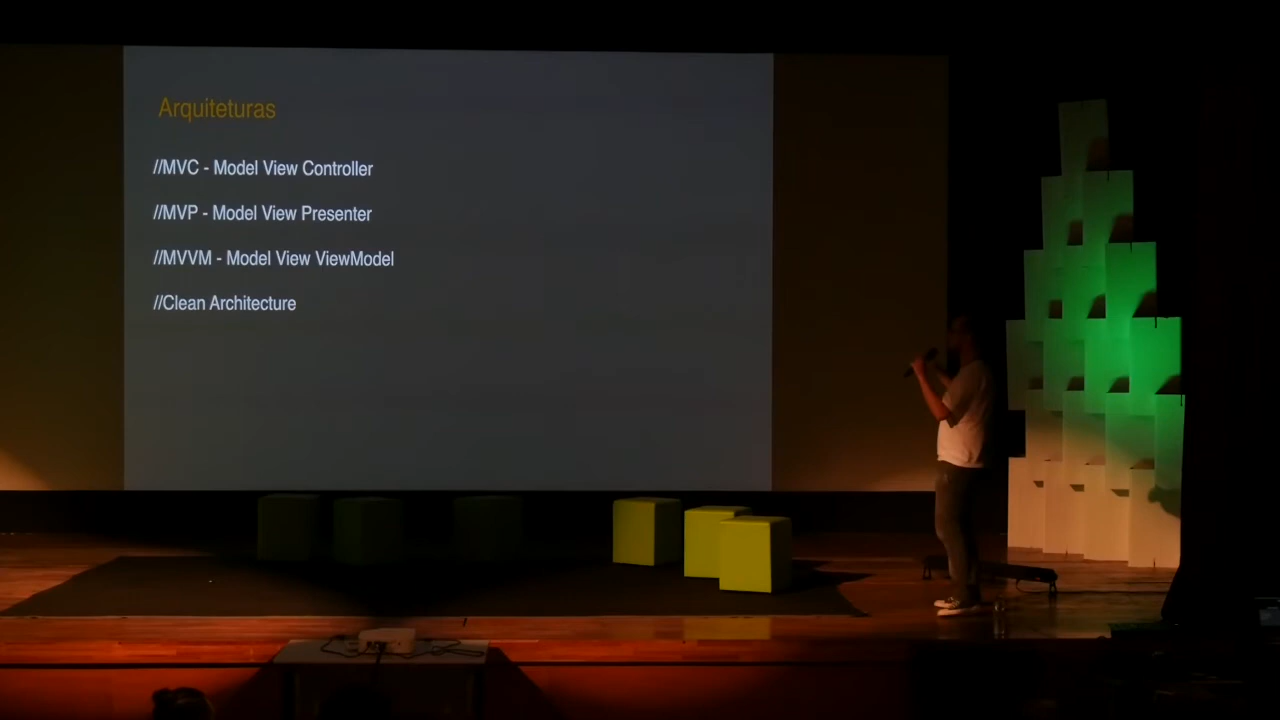 Arquiteturas
//MVC - Model View Controller
//MVP - Model View Presenter
//MVVM - Model View ViewModel
//Clean Architecture